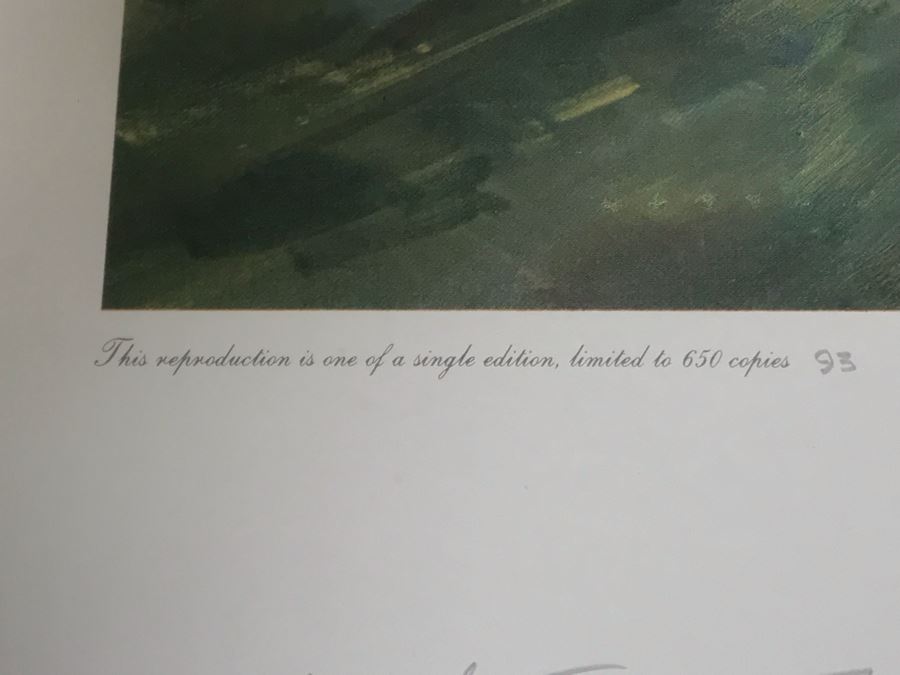 This reproduction is one of a single edition, limited to 650 copies 93